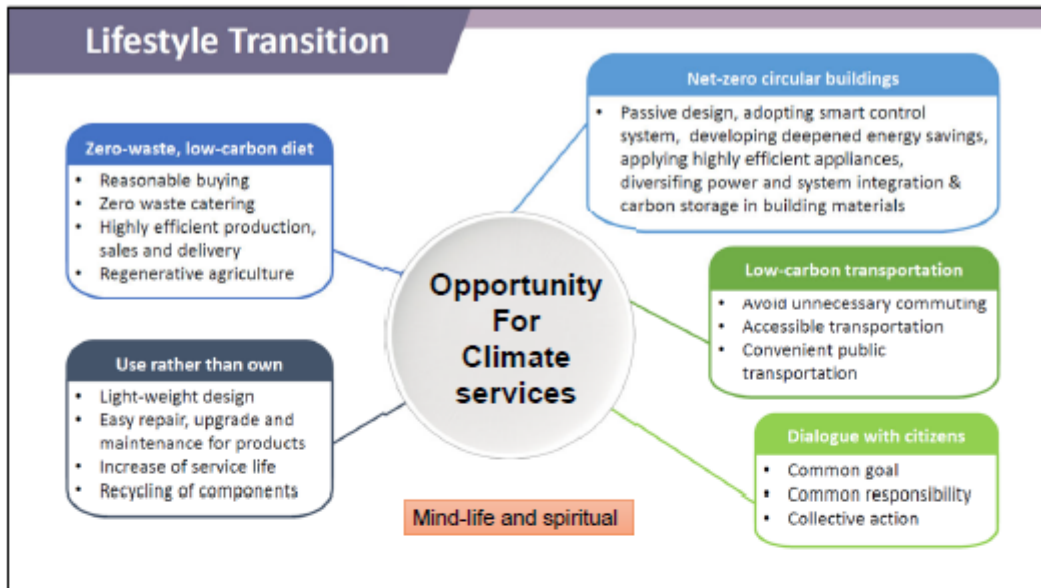 Lifestyle Transition
Zero-waste, low-carbon diet
• Reasonable buying
• Zero waste catering
• Highly efficient production,
sales and delivery
• Regenerative agriculture
Use rather than own
• Light-weight design
• Easy repair, upgrade and
maintenance for products
• Increase of service life
• Recycling of components
Opportunity
For
Climate
services
Mind-life and spiritual
Net-zero circular buildings
• Passive design, adopting smart control
system, developing deepened energy savings,
applying highly efficient appliances,
diversifing power and system integration &
carbon storage in building materials
Low-carbon transportation
• Avoid unnecessary commuting
• Accessible transportation
• Convenient public
transportation
Dialogue with citizens
• Common goal
• Common responsibility
• Collective action